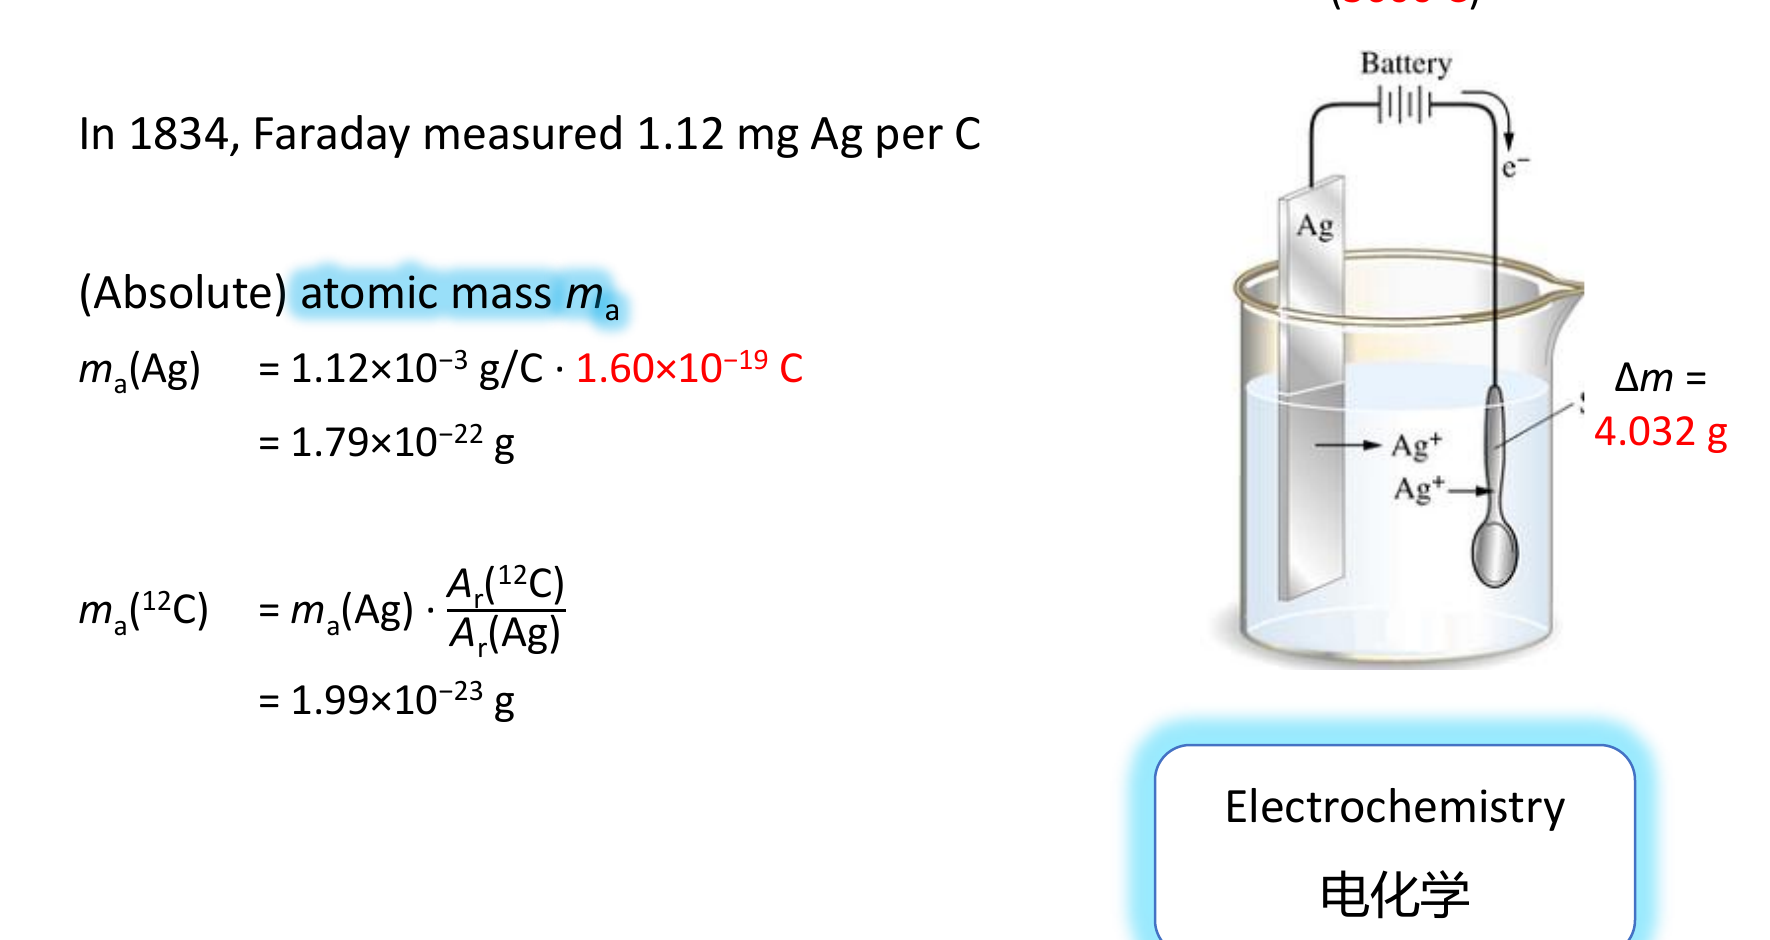 Battery
In 1834, Faraday measured 1.12 mg Ag per C
e⁻
Ag
(Absolute) atomic mass mₐ
mₐ(Ag) = 1.12×10⁻³ g/C · 1.60×10⁻¹⁹ C
= 1.79×10⁻²² g
Δm =
4.032 g
Ag⁺
Ag⁺
mₐ(¹²C) = mₐ(Ag) · Aᵣ(¹²C)
Aᵣ(Ag)
= 1.99×10⁻²³ g
Electrochemistry
电化学